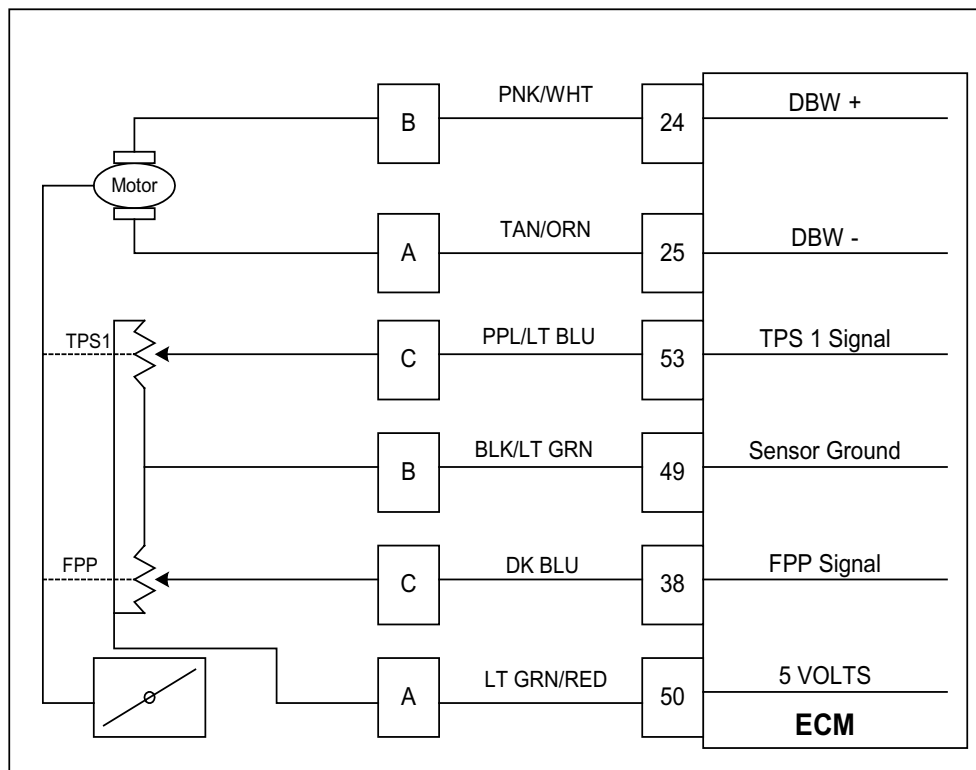 PNK/WHT
B
24
DBW +
Motor
TAN/ORN
A
25
DBW -
TPS1
PPL/LT BLU
C
53
TPS 1 Signal
BLK/LT GRN
B
49
Sensor Ground
FPP
DK BLU
C
38
FPP Signal
LT GRN/RED
A
50
5 VOLTS
ECM